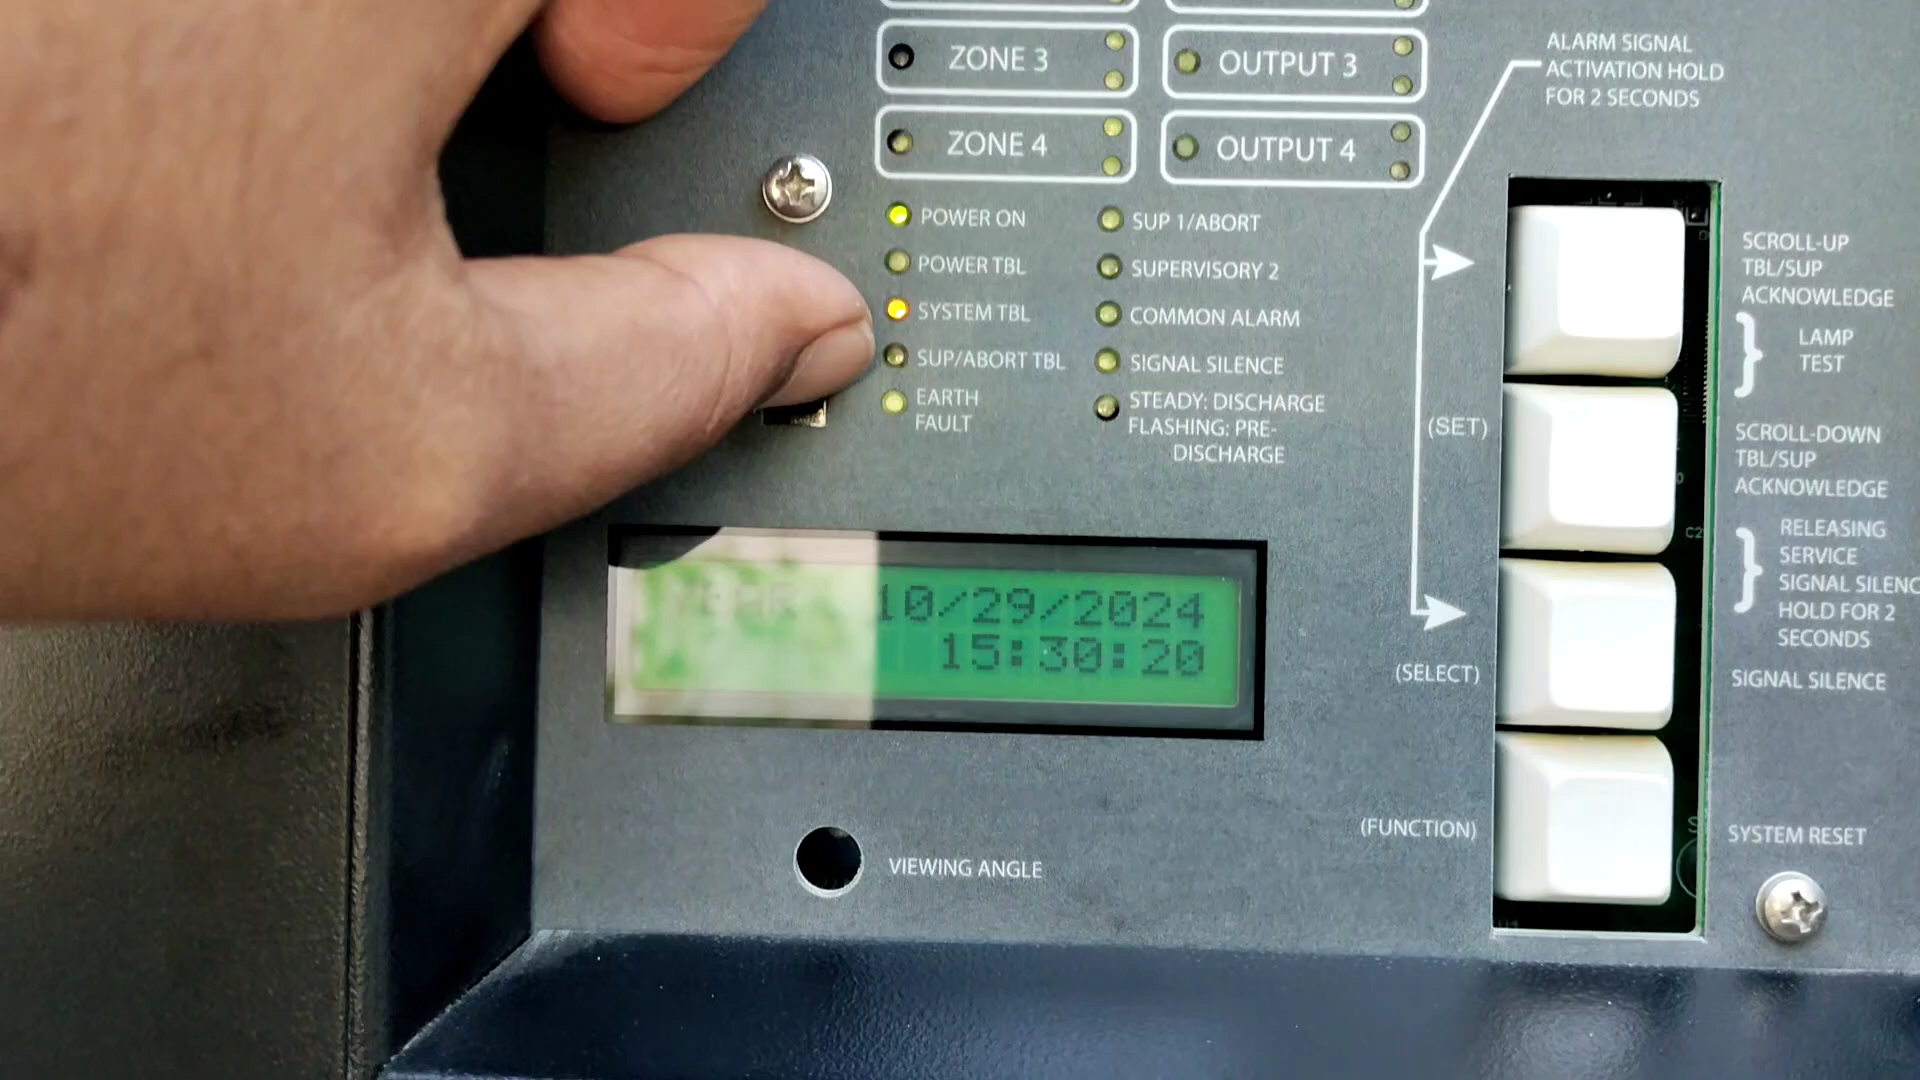 ZONE 3
OUTPUT 3
ZONE 4
OUTPUT 4
ALARM SIGNAL
ACTIVATION HOLD
FOR 2 SECONDS
POWER ON
POWER TBL
SYSTEM TBL
SUP/ABORT TBL
EARTH
FAULT
SUP 1/ABORT
SUPERVISORY 2
COMMON ALARM
SIGNAL SILENCE
STEADY: DISCHARGE
FLASHING: PRE-
DISCHARGE
(SET)
(SELECT)
(FUNCTION)
SCROLL-UP
TBL/SUP
ACKNOWLEDGE
LAMP
TEST
SCROLL-DOWN
TBL/SUP
ACKNOWLEDGE
RELEASING
SERVICE
SIGNAL SILENC
HOLD FOR 2
SECONDS
SIGNAL SILENCE
SYSTEM RESET
10/29/2024
15:30:20
VIEWING ANGLE
C2